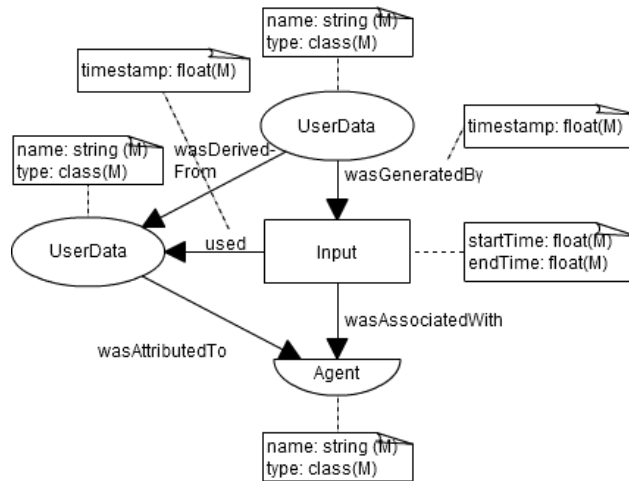 name: string (M)
type: class(M)
timestamp: float(M)
UserData
timestamp: float(M)
name: string (M)
type: class(M)
wasDerived-
From
wasGeneratedBy
UserData
used
Input
startTime: float(M)
endTime: float(M)
wasAssociatedWith
wasAttributedTo
Agent
name: string (M)
type: class(M)